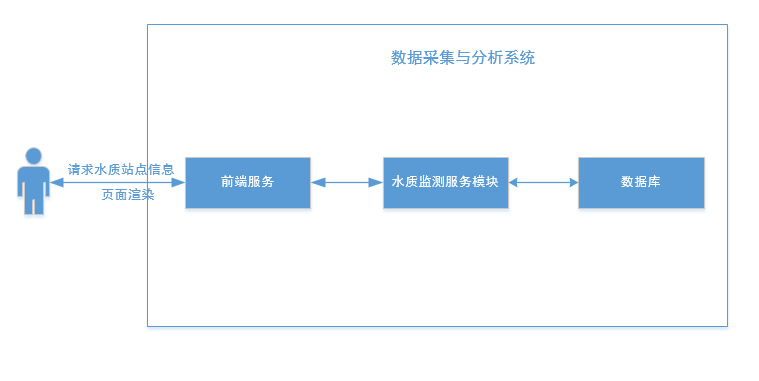 数据采集与分析系统
请求水质站点信息
页面渲染
前端服务
水质监测服务模块
数据库